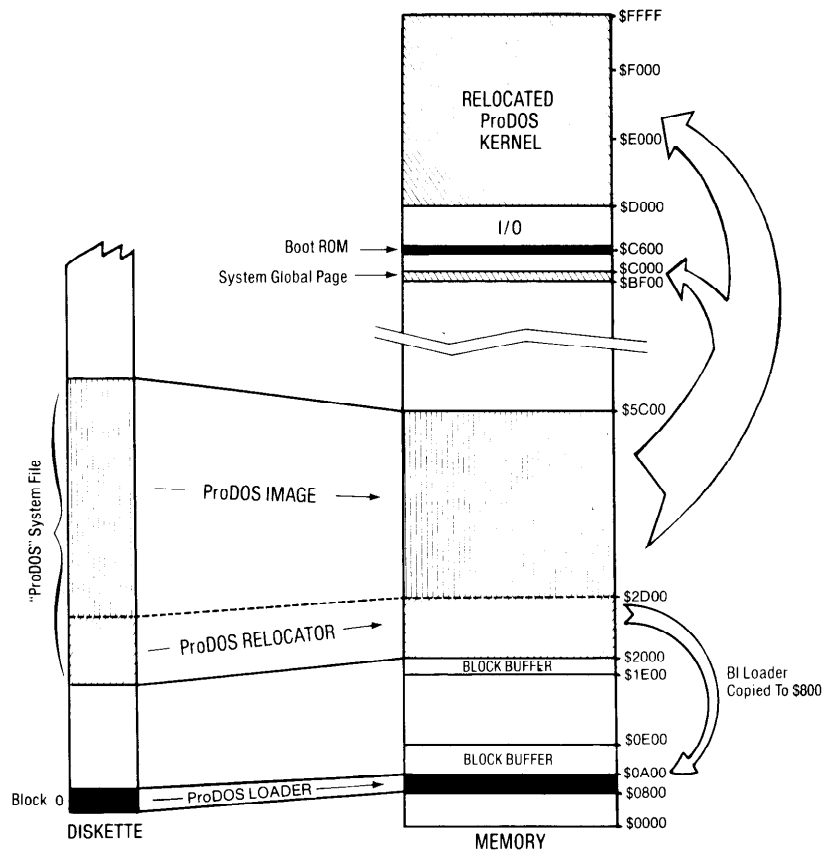 $FFFF
$F000
RELOCATED
ProDOS
KERNEL
$E000
$D000
I/O
Boot ROM
$C600
$C000
System Global Page
$BF00
$5C00
"ProDOS" System File
ProDOS IMAGE
$2D00
ProDOS RELOCATOR
$2000
BLOCK BUFFER
$1E00
BI Loader
Copied To $800
$0E00
BLOCK BUFFER
$0A00
Block 0
ProDOS LOADER
$0800
$0000
DISKETTE
MEMORY